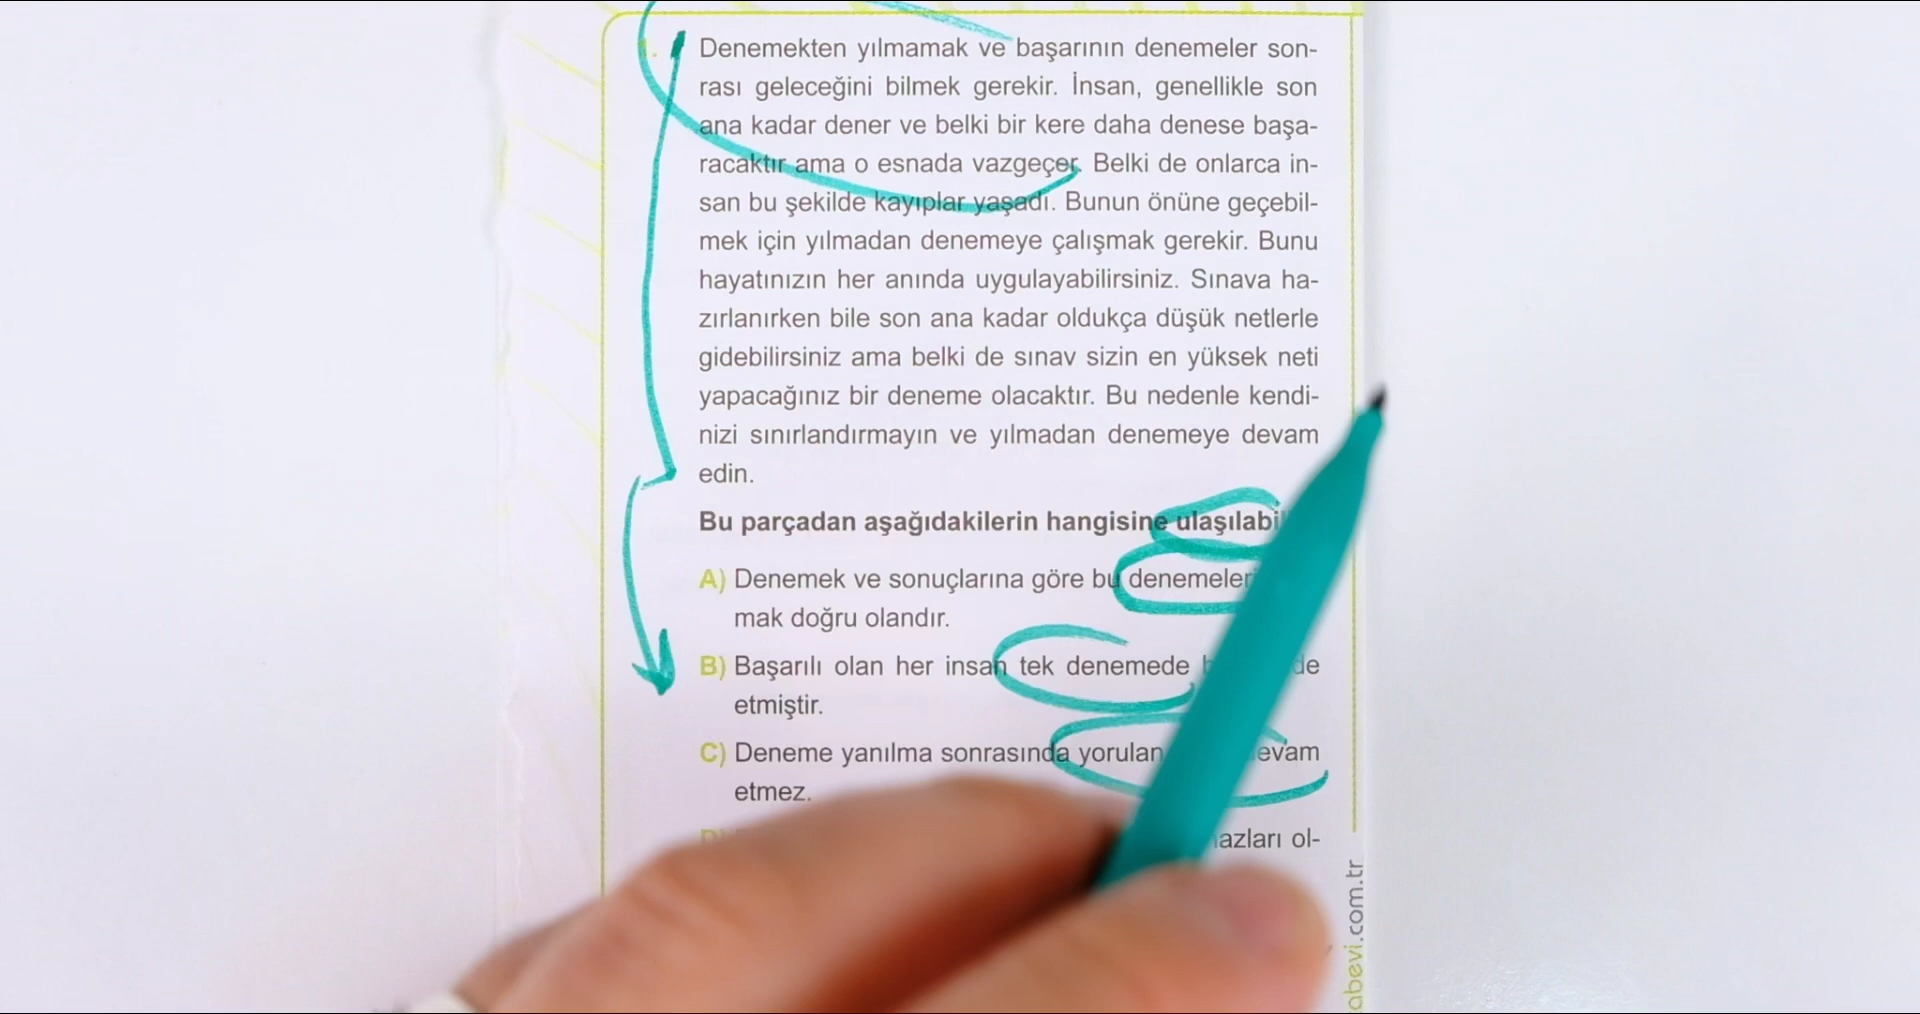 Denemekten yılmamak ve başarının denemeler son-
rası geleceğini bilmek gerekir. İnsan, genellikle son
ana kadar dener ve belki bir kere daha denese başa-
racaktır ama o esnada vazgeçer. Belki de onlarca in-
san bu şekilde kayıplar yaşadı. Bunun önüne geçebil-
mek için yılmadan denemeye çalışmak gerekir. Bunu
hayatınızın her anında uygulayabilirsiniz. Sınava ha-
zırlanırken bile son ana kadar oldukça düşük netlerle
gidebilirsiniz ama belki de sınav sizin en yüksek neti
yapacağınız bir deneme olacaktır. Bu nedenle kendi-
nizi sınırlandırmayın ve yılmadan denemeye devam
edin.
Bu parçadan aşağıdakilerin hangisine ulaşılabil
A) Denemek ve sonuçlarına göre bu denemeler
mak doğru olandır.
B) Başarılı olan her insan tek denemede de
etmiştir.
C) Deneme yanılma sonrasında yorulan evam
etmez.
D) azları ol-
abevi.com.tr